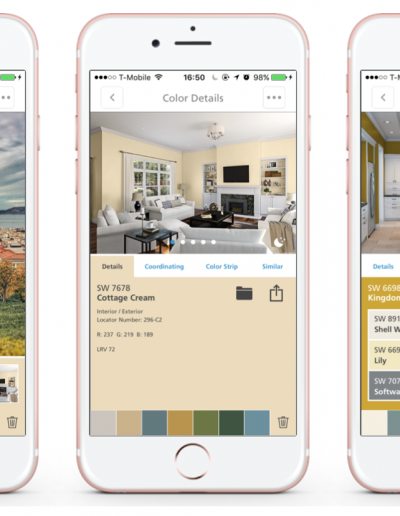 T-Mobile 16:50 98%
Color Details
Details Coordinating Color Strip Similar
SW 7678
Cottage Cream
Interior / Exterior
Locator Number: 296-C2
R: 237 G: 219 B: 189
LRV 72
T-M
Details
SW 6698
Kingdom
SW 891
Shell W
SW 669
Lily
SW 707
Softwa